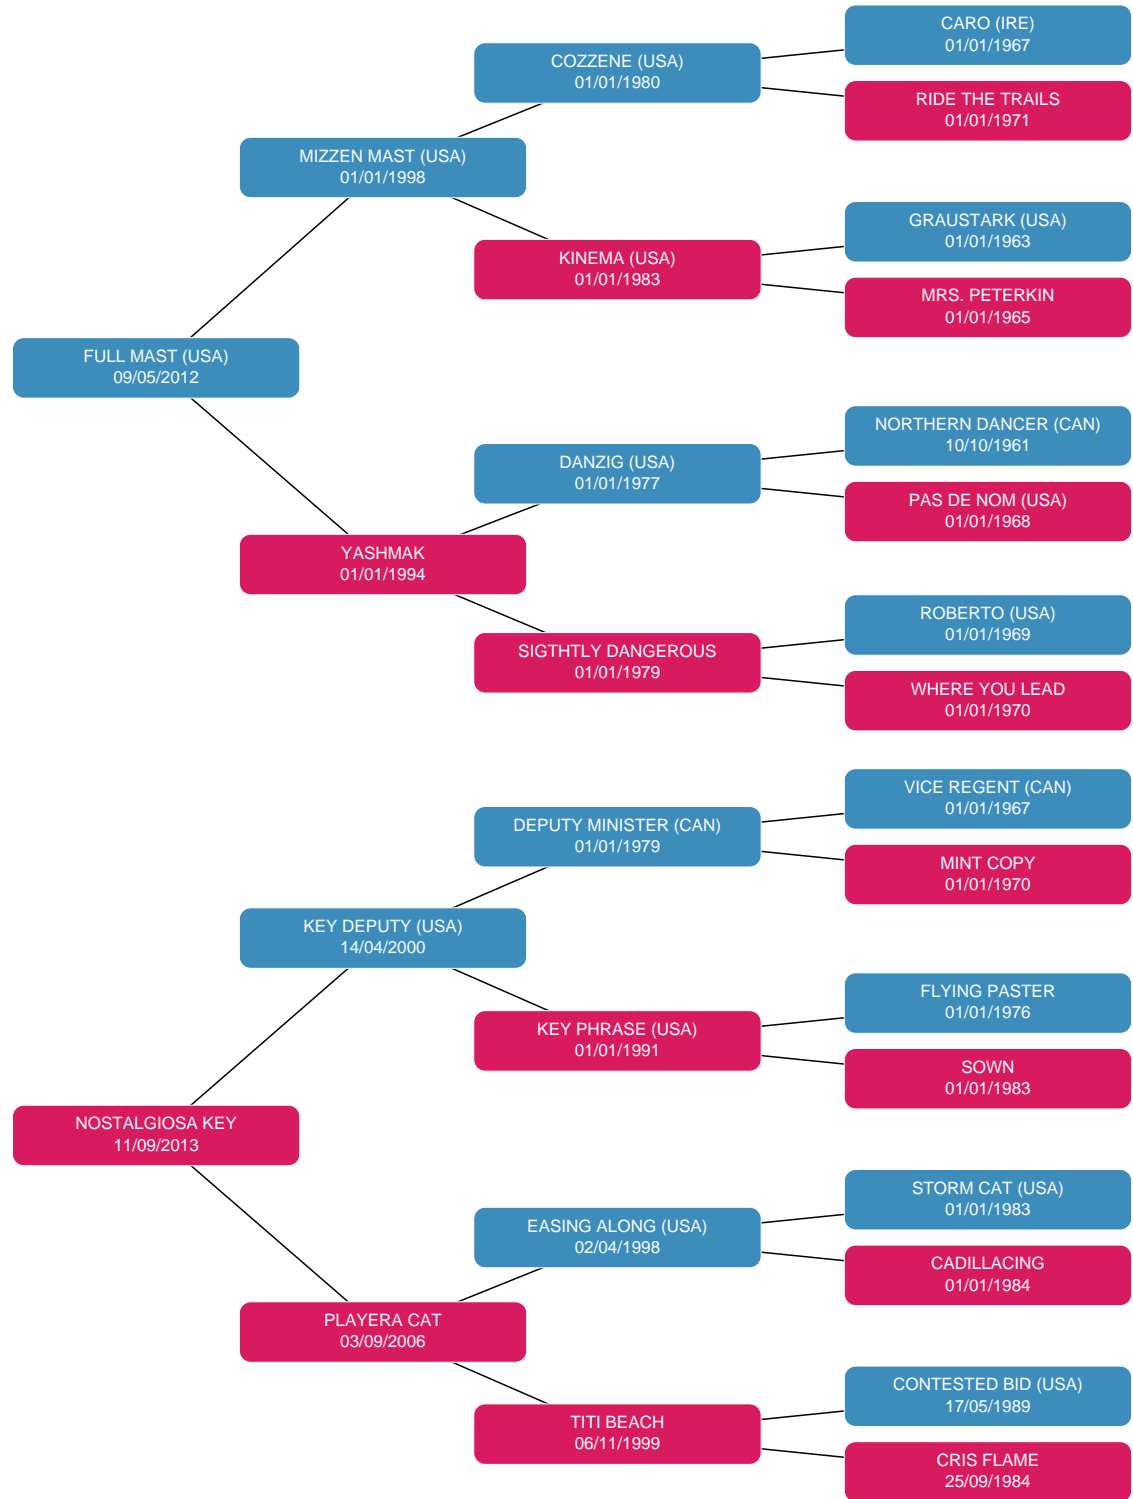 CARO (IRE)
01/01/1967
COZZENE (USA)
01/01/1980
RIDE THE TRAILS
01/01/1971
MIZZEN MAST (USA)
01/01/1998
GRAUSTARK (USA)
01/01/1963
KINEMA (USA)
01/01/1983
MRS. PETERKIN
01/01/1965
FULL MAST (USA)
09/05/2012
NORTHERN DANCER (CAN)
10/10/1961
DANZIG (USA)
01/01/1977
PAS DE NOM (USA)
01/01/1968
YASHMAK
01/01/1994
ROBERTO (USA)
01/01/1969
SIGTHTLY DANGEROUS
01/01/1979
WHERE YOU LEAD
01/01/1970
VICE REGENT (CAN)
01/01/1967
DEPUTY MINISTER (CAN)
01/01/1979
MINT COPY
01/01/1970
KEY DEPUTY (USA)
14/04/2000
FLYING PASTER
01/01/1976
KEY PHRASE (USA)
01/01/1991
SOWN
01/01/1983
NOSTALGIOSA KEY
11/09/2013
STORM CAT (USA)
01/01/1983
EASING ALONG (USA)
02/04/1998
CADILLACING
01/01/1984
PLAYERA CAT
03/09/2006
CONTESTED BID (USA)
17/05/1989
TITI BEACH
06/11/1999
CRIS FLAME
25/09/1984